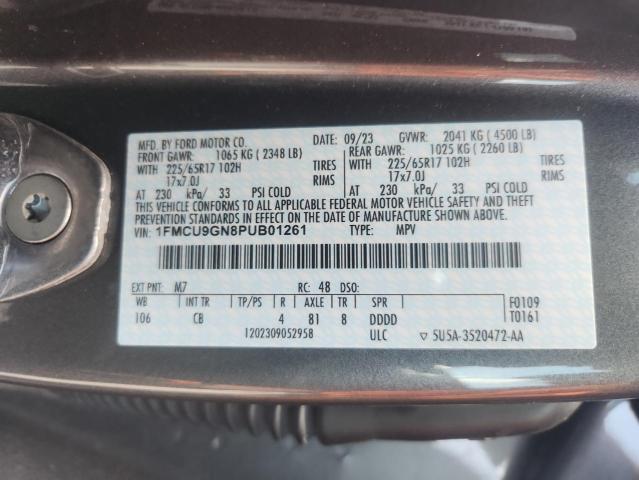 MFD. BY FORD MOTOR CO. DATE: 09/23 GVWR: 2041 KG ( 4500 LB)
FRONT GAWR: 1065 KG ( 2348 LB) REAR GAWR: 1025 KG ( 2260 LB)
WITH 225/65R17 102H TIRES WITH 225/65R17 102H TIRES
17x7.0J RIMS 17x7.0J RIMS
AT 230 kPa/ 33 PSI COLD AT 230 kPa/ 33 PSI COLD
THIS VEHICLE CONFORMS TO ALL APPLICABLE FEDERAL MOTOR VEHICLE SAFETY AND THEFT
PREVENTION STANDARDS IN EFFECT ON THE DATE OF MANUFACTURE SHOWN ABOVE.
VIN: 1FMCU9GN8PUB01261 TYPE: MPV
EXT PNT: M7 RC: 48 DSO:
WB INT TR TP/PS R AXLE TR SPR F0109
106 CB 4 81 8 DDDD T0161
1202309052958 ULC ▽ 5U5A-3520472-AA